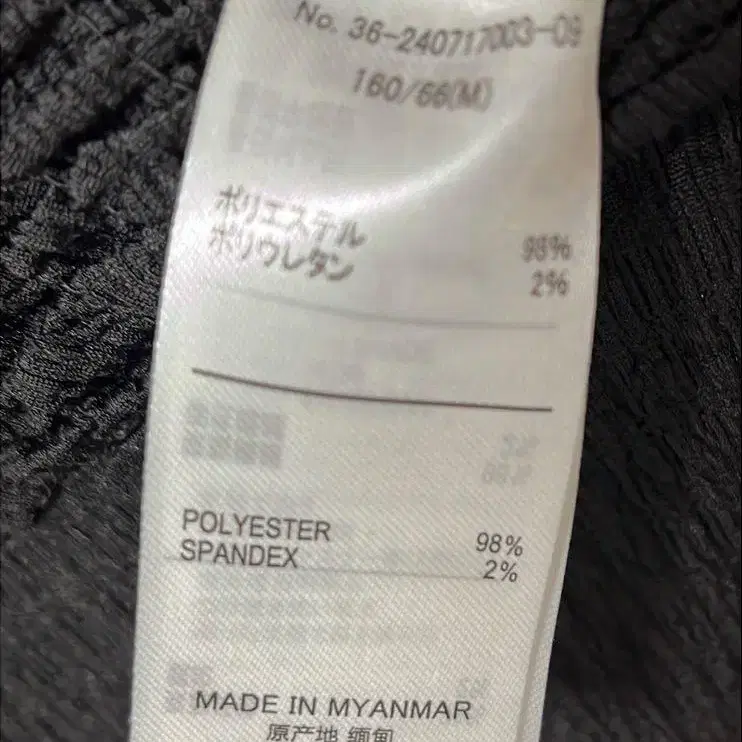 No. 36-240717003-09
160/66(M)
ポリエステル 98%
ポリウレタン 2%
POLYESTER 98%
SPANDEX 2%
MADE IN MYANMAR
原产地 缅甸